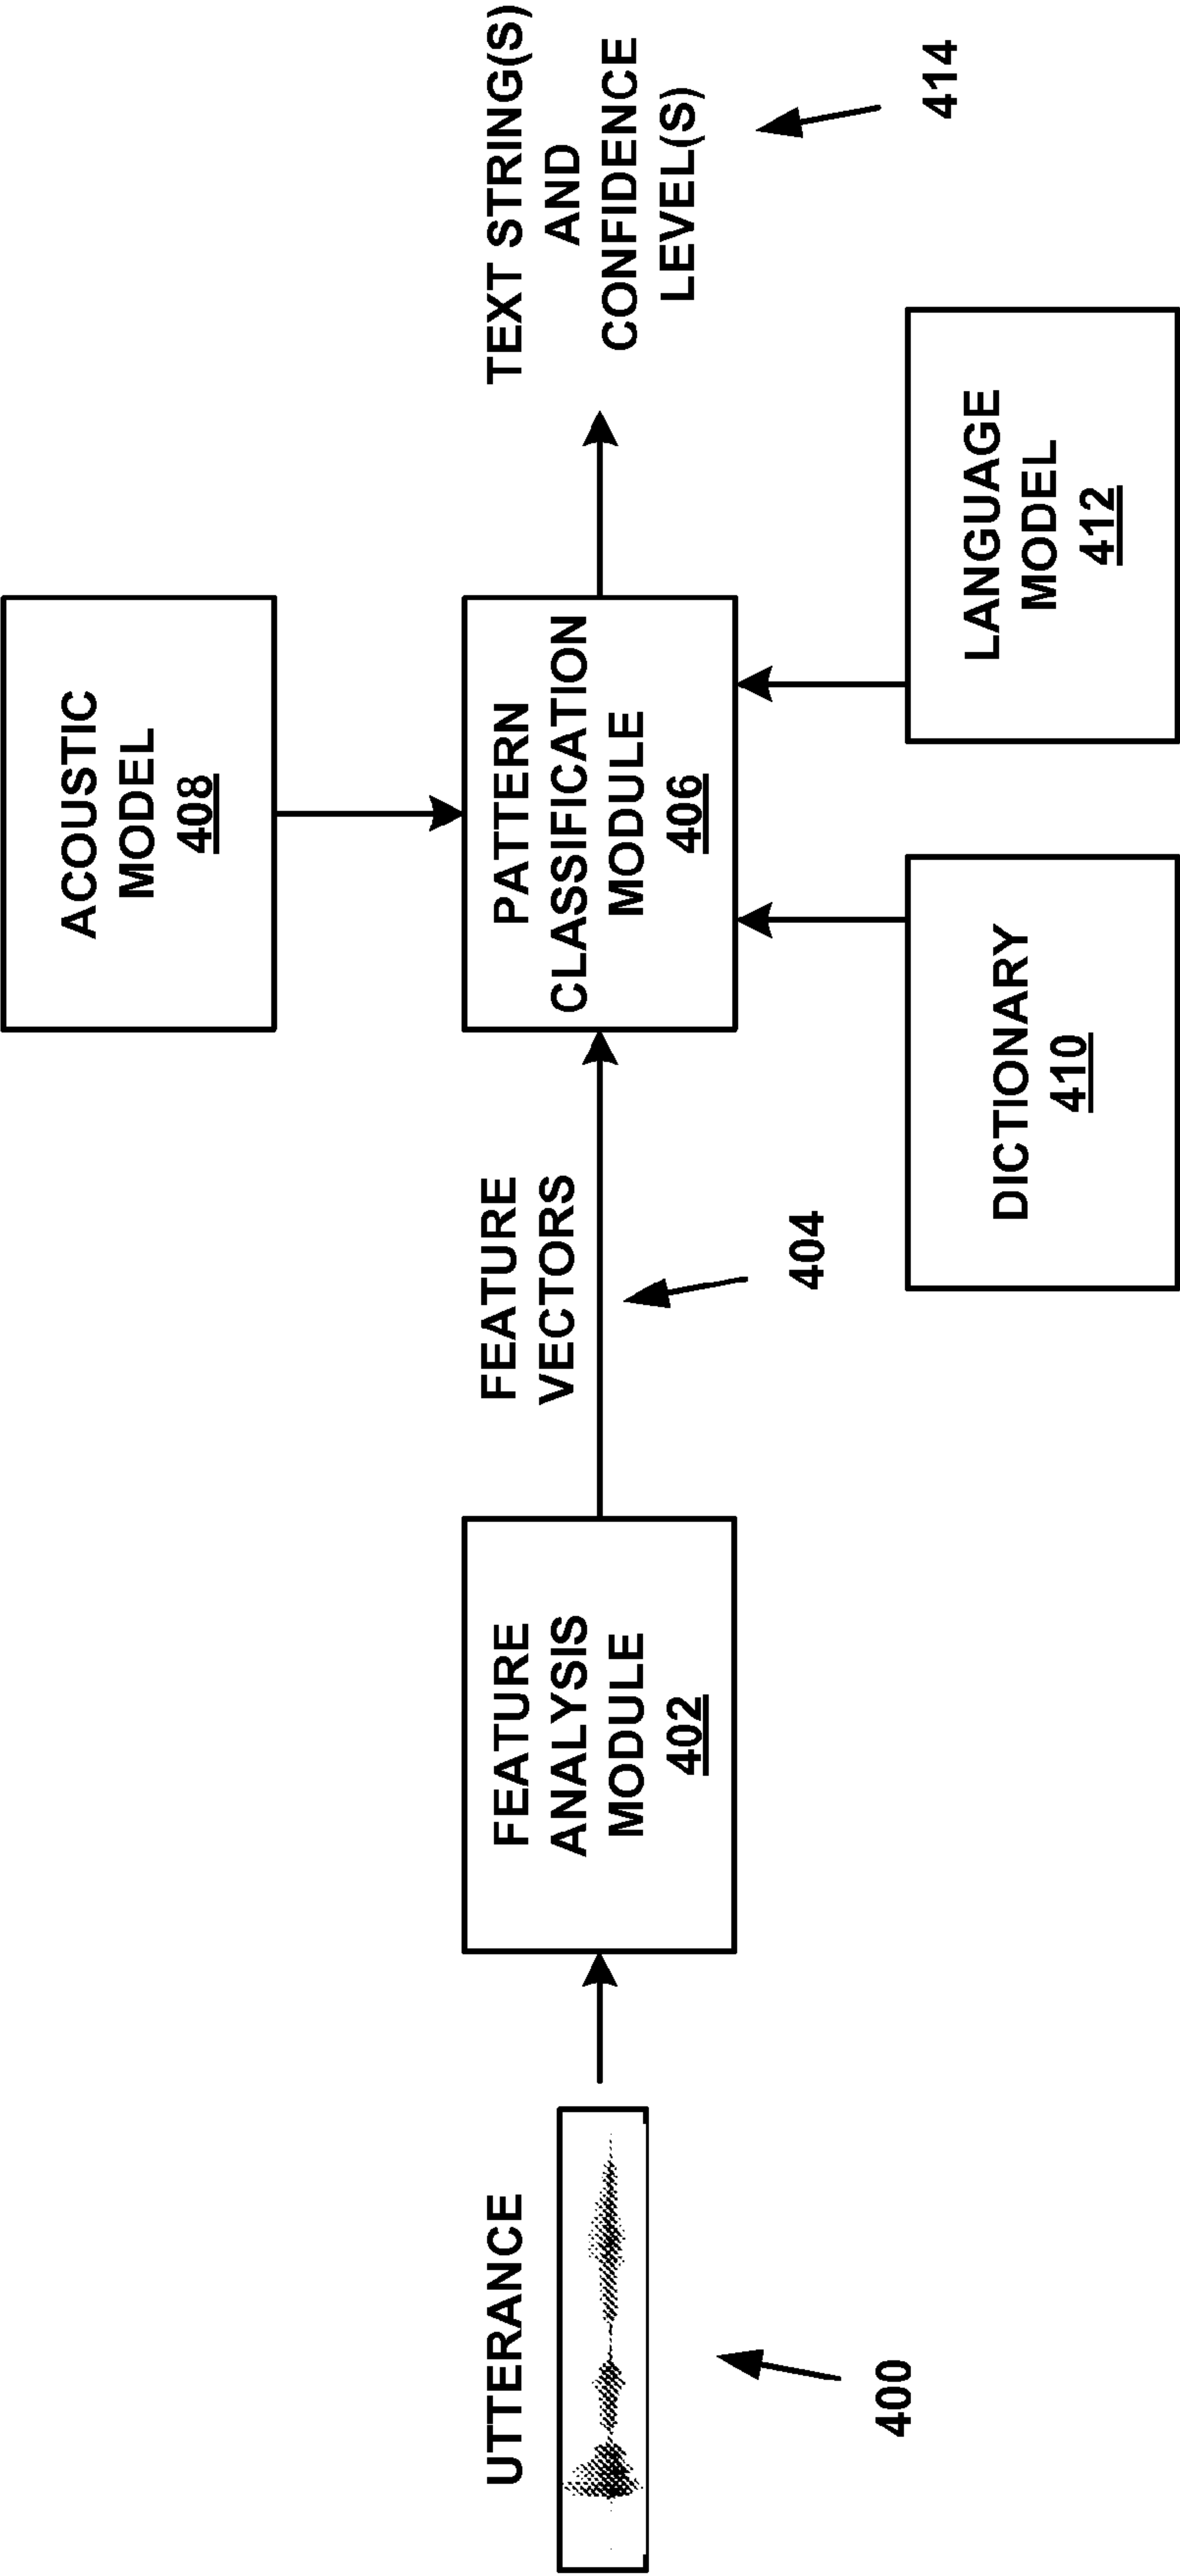 ACOUSTIC
MODEL
408
UTTERANCE
400
FEATURE
ANALYSIS
MODULE
402
FEATURE
VECTORS
404
PATTERN
CLASSIFICATION
MODULE
406
TEXT STRING(S)
AND
CONFIDENCE
LEVEL(S)
414
DICTIONARY
410
LANGUAGE
MODEL
412